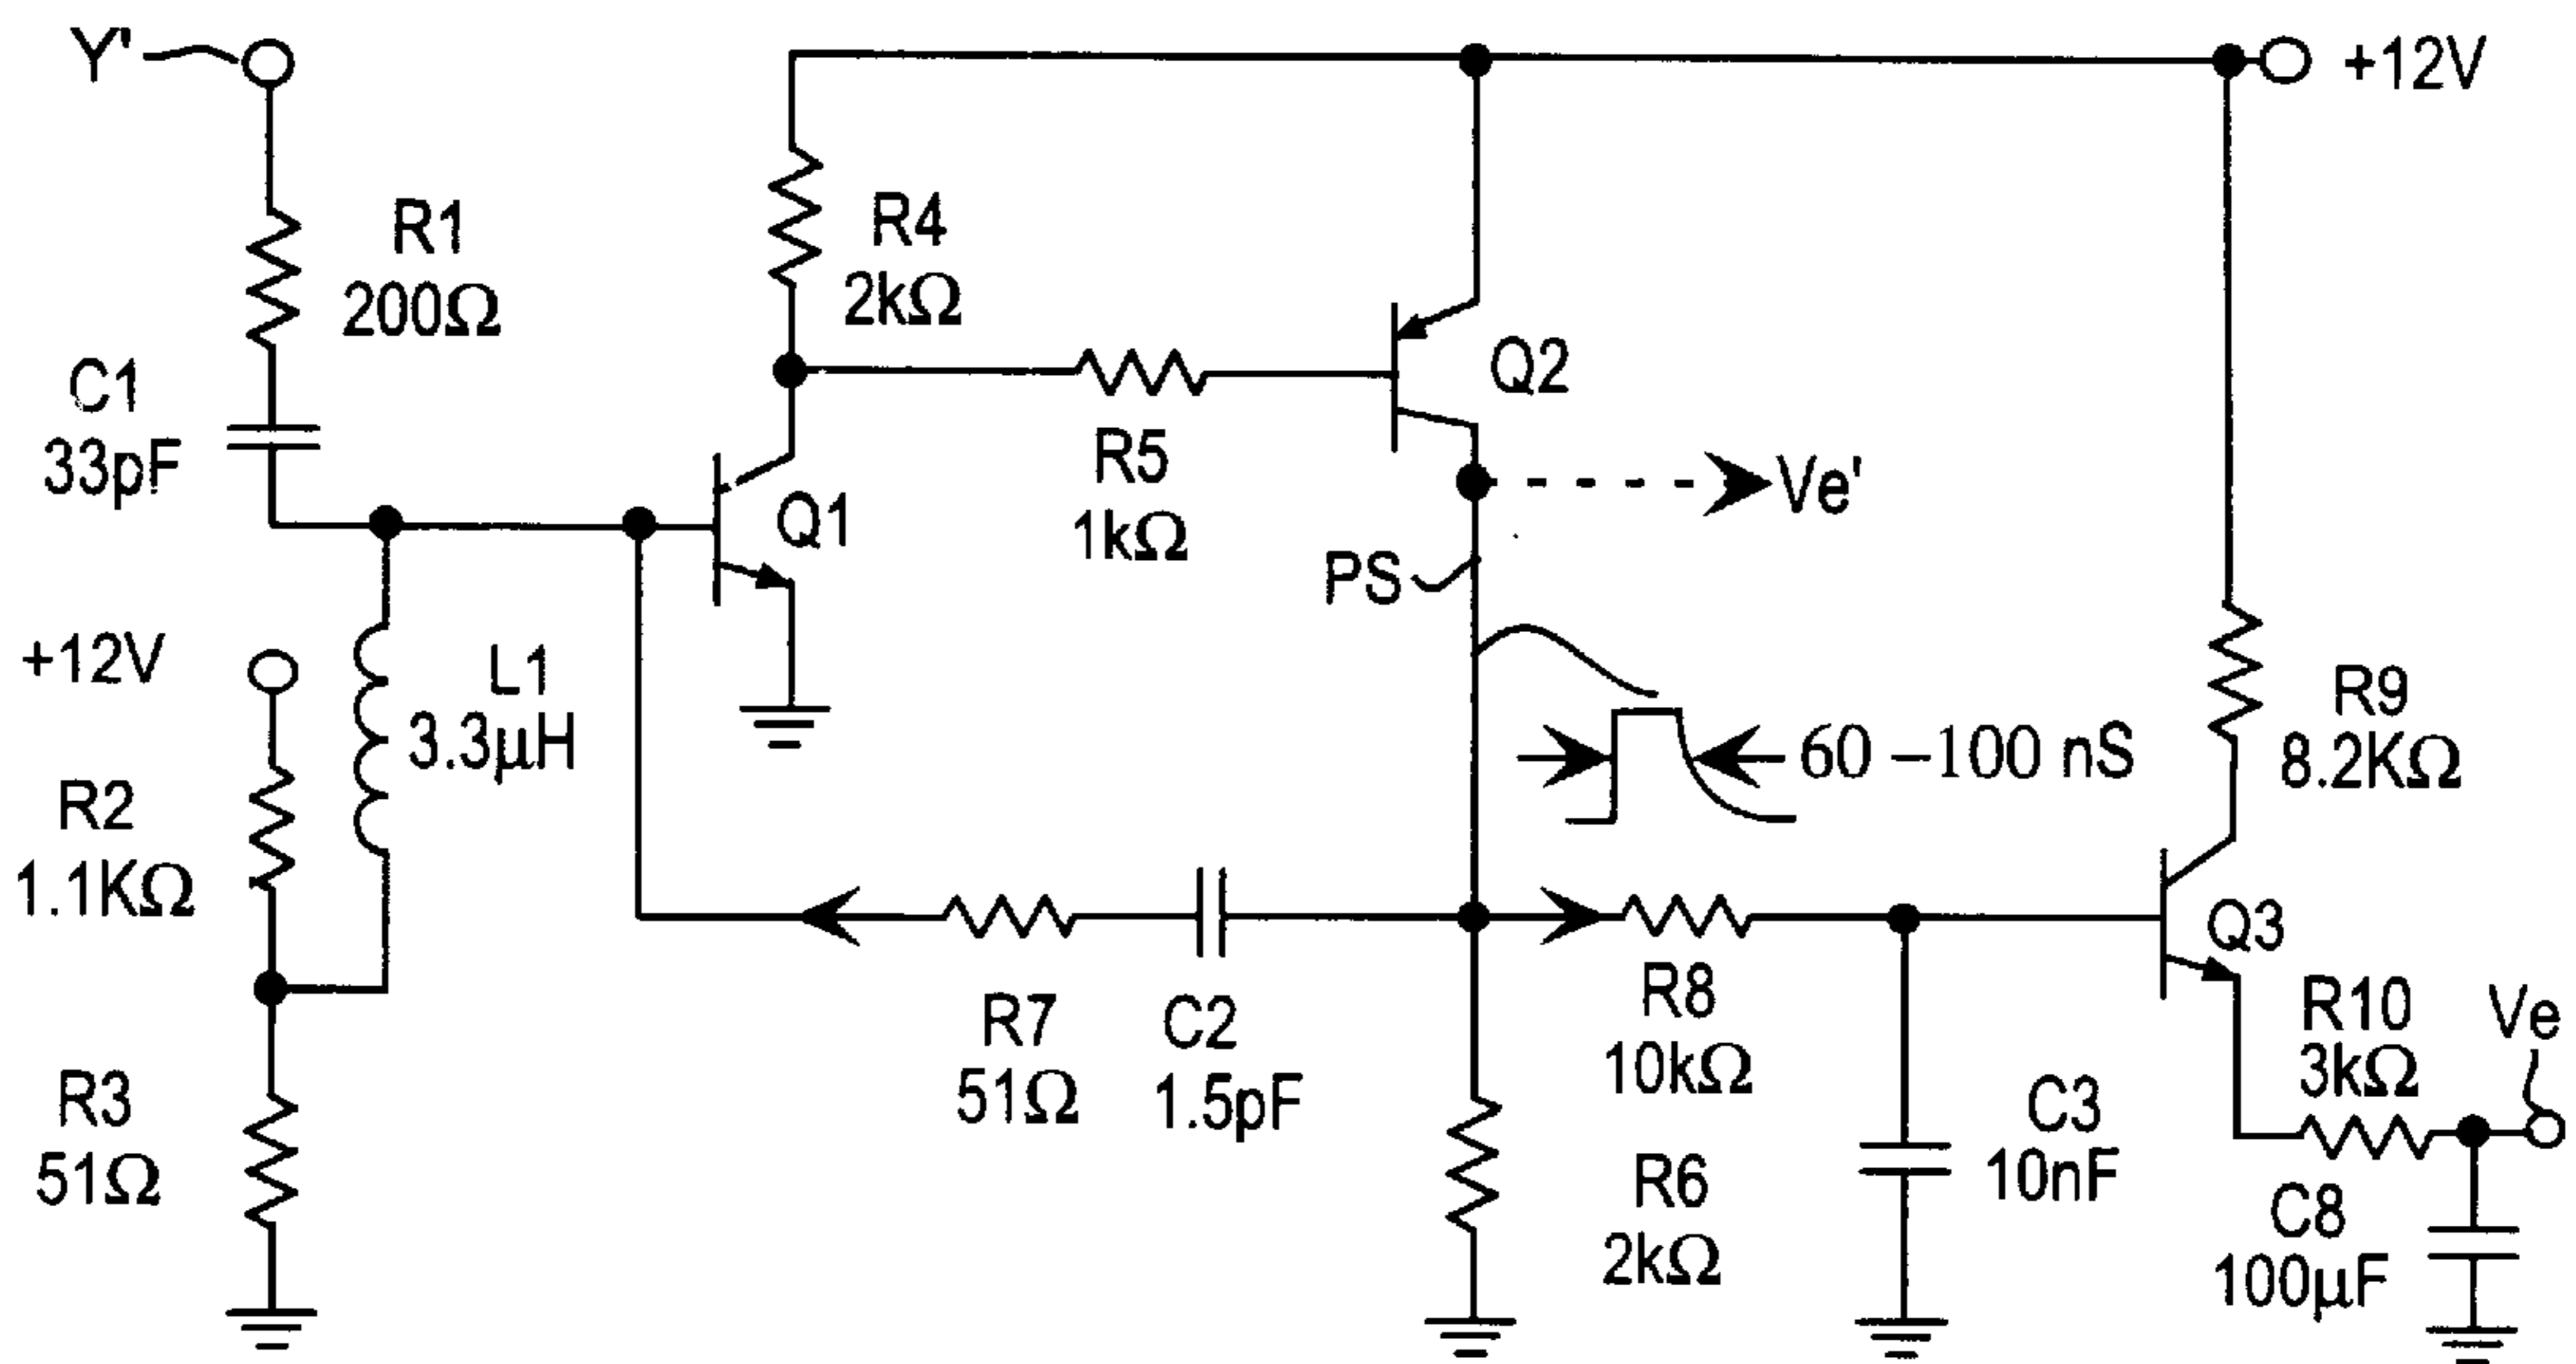 Y'
+12V
R1
200Ω
R4
2kΩ
C1
33pF
Q2
R5
1kΩ
Q1
Ve'
PS
+12V
L1
3.3μH
R2
1.1KΩ
60 –100 nS
R9
8.2KΩ
Q3
R7
51Ω
C2
1.5pF
R8
10kΩ
R10
3kΩ
Ve
R3
51Ω
C3
10nF
R6
2kΩ
C8
100μF